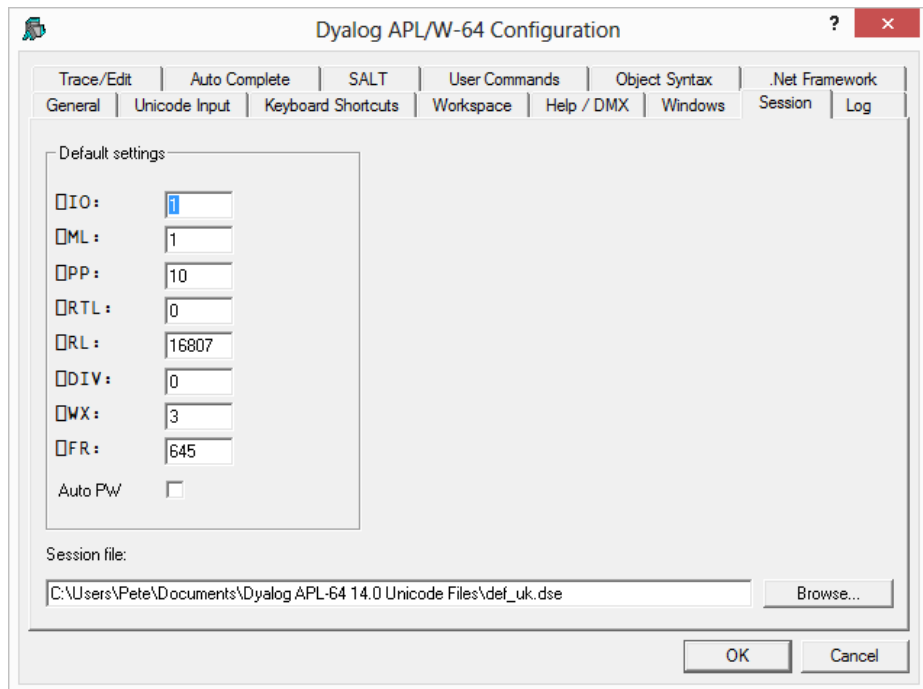 Dyalog APL/W-64 Configuration
?
Trace/Edit Auto Complete SALT User Commands Object Syntax .Net Framework
General Unicode Input Keyboard Shortcuts Workspace Help / DMX Windows Session Log
Default settings
⎕IO: 1
⎕ML: 1
⎕PP: 10
⎕RTL: 0
⎕RL: 16807
⎕DIV: 0
⎕WX: 3
⎕FR: 645
Auto PW
Session file:
C:\Users\Pete\Documents\Dyalog APL-64 14.0 Unicode Files\def_uk.dse Browse...
OK Cancel